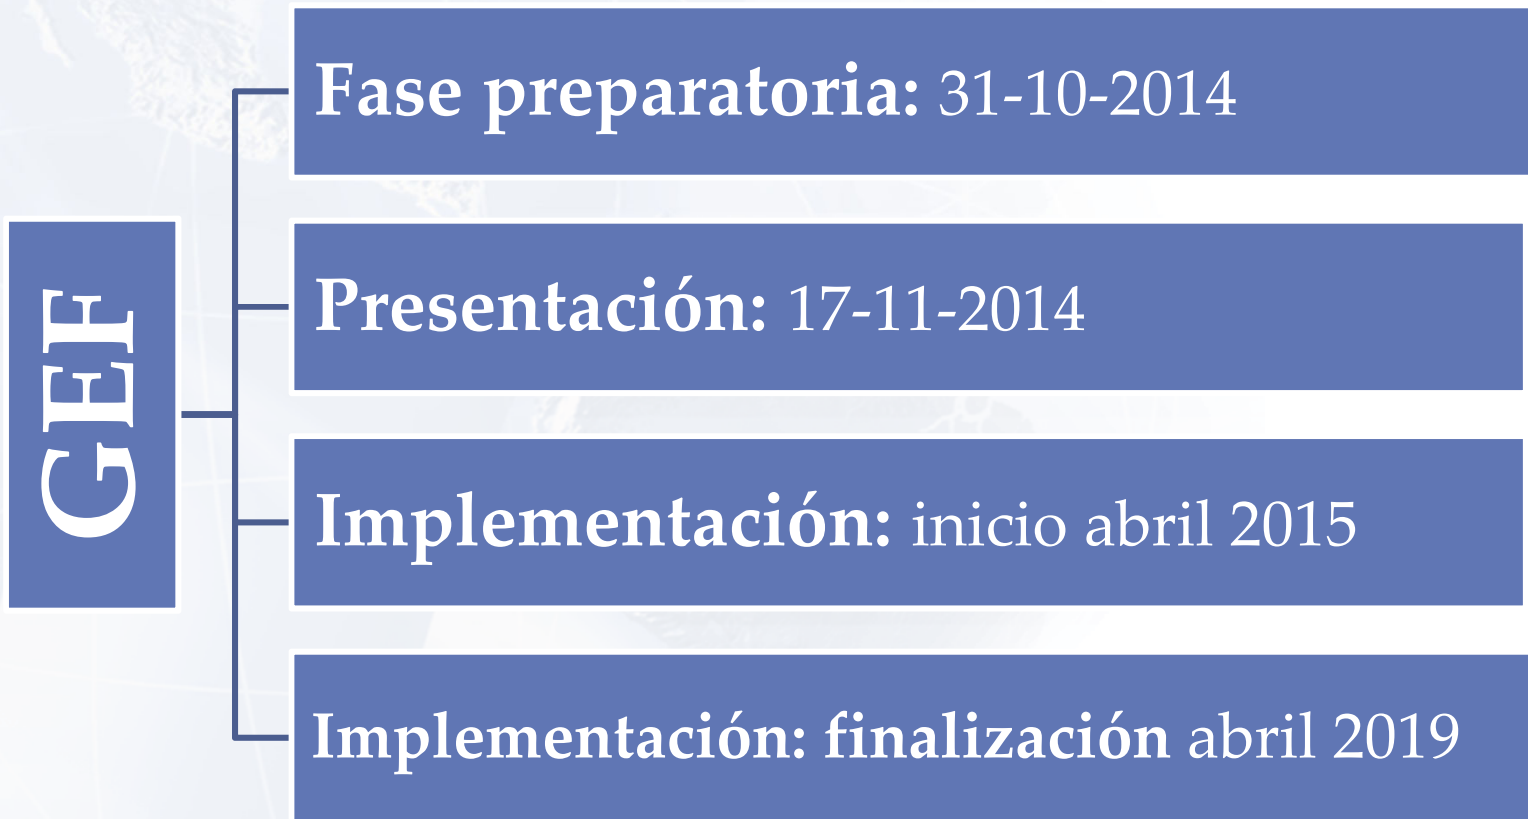 GEF
Fase preparatoria: 31-10-2014
Presentación: 17-11-2014
Implementación: inicio abril 2015
Implementación: finalización abril 2019